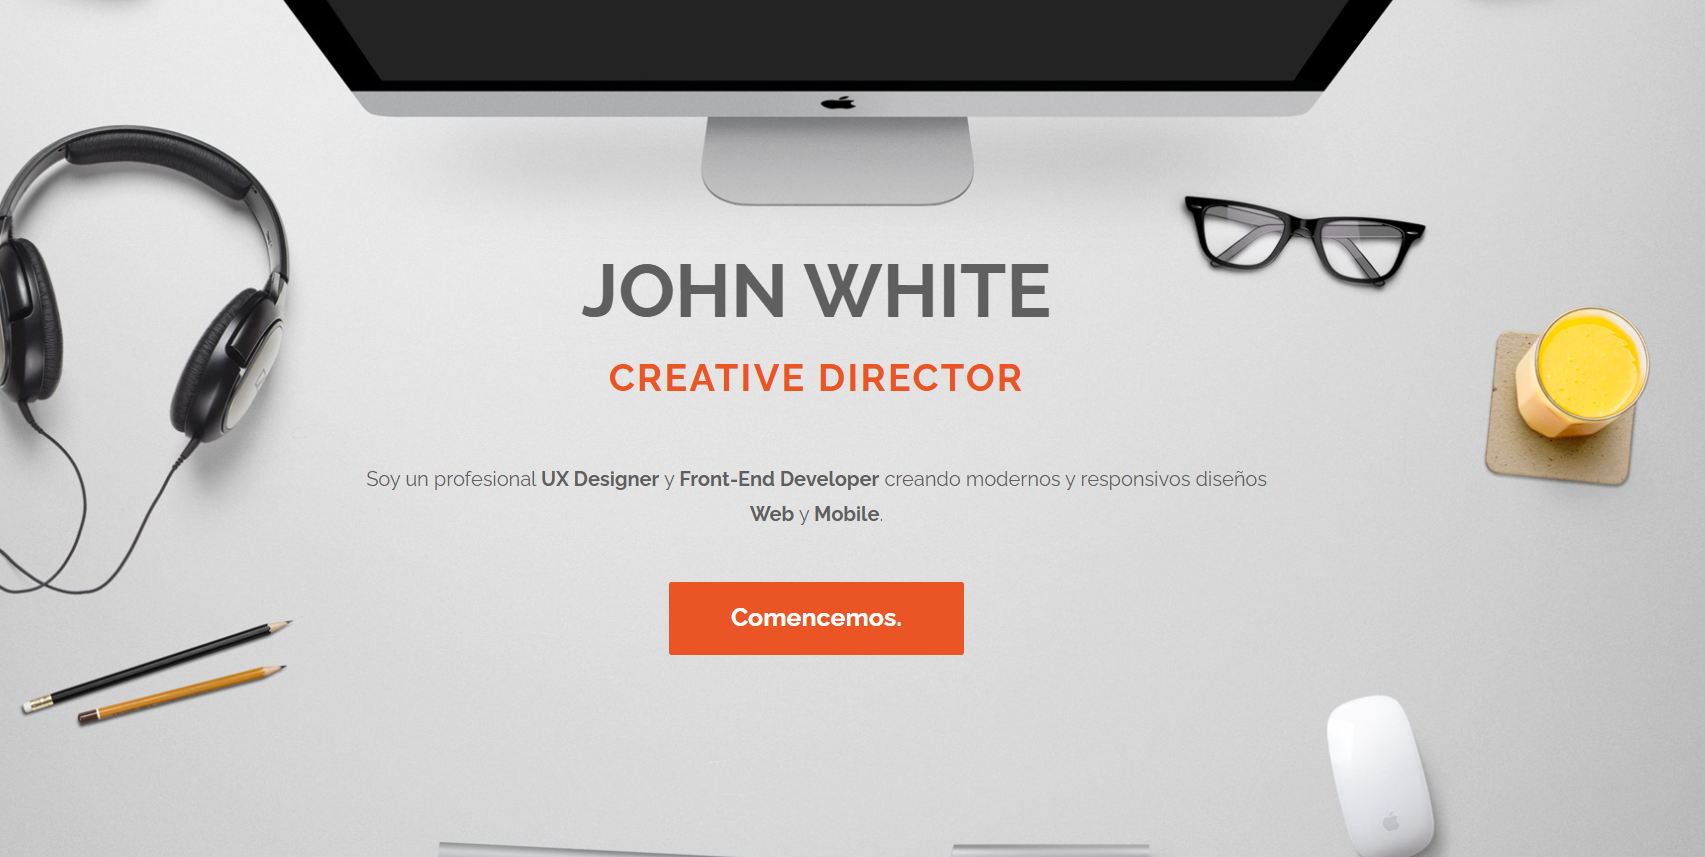 JOHN WHITE
CREATIVE DIRECTOR
Soy un profesional UX Designer y Front-End Developer creando modernos y responsivos diseños
Web y Mobile.
Comencemos.